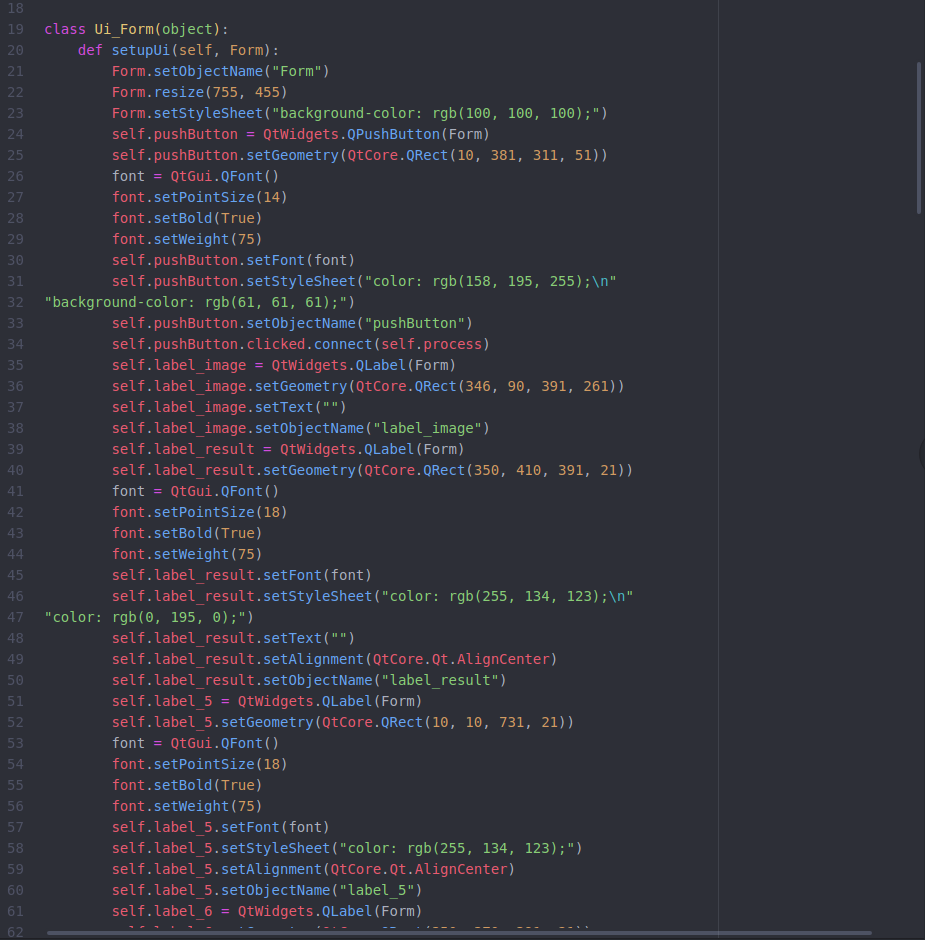 18
19 class Ui_Form(object):
20     def setupUi(self, Form):
21         Form.setObjectName("Form")
22         Form.resize(755, 455)
23         Form.setStyleSheet("background-color: rgb(100, 100, 100);")
24         self.pushButton = QtWidgets.QPushButton(Form)
25         self.pushButton.setGeometry(QtCore.QRect(10, 381, 311, 51))
26         font = QtGui.QFont()
27         font.setPointSize(14)
28         font.setBold(True)
29         font.setWeight(75)
30         self.pushButton.setFont(font)
31         self.pushButton.setStyleSheet("color: rgb(158, 195, 255);\n"
32 "background-color: rgb(61, 61, 61);")
33         self.pushButton.setObjectName("pushButton")
34         self.pushButton.clicked.connect(self.process)
35         self.label_image = QtWidgets.QLabel(Form)
36         self.label_image.setGeometry(QtCore.QRect(346, 90, 391, 261))
37         self.label_image.setText("")
38         self.label_image.setObjectName("label_image")
39         self.label_result = QtWidgets.QLabel(Form)
40         self.label_result.setGeometry(QtCore.QRect(350, 410, 391, 21))
41         font = QtGui.QFont()
42         font.setPointSize(18)
43         font.setBold(True)
44         font.setWeight(75)
45         self.label_result.setFont(font)
46         self.label_result.setStyleSheet("color: rgb(255, 134, 123);\n"
47 "color: rgb(0, 195, 0);")
48         self.label_result.setText("")
49         self.label_result.setAlignment(QtCore.Qt.AlignCenter)
50         self.label_result.setObjectName("label_result")
51         self.label_5 = QtWidgets.QLabel(Form)
52         self.label_5.setGeometry(QtCore.QRect(10, 10, 731, 21))
53         font = QtGui.QFont()
54         font.setPointSize(18)
55         font.setBold(True)
56         font.setWeight(75)
57         self.label_5.setFont(font)
58         self.label_5.setStyleSheet("color: rgb(255, 134, 123);")
59         self.label_5.setAlignment(QtCore.Qt.AlignCenter)
60         self.label_5.setObjectName("label_5")
61         self.label_6 = QtWidgets.QLabel(Form)
62